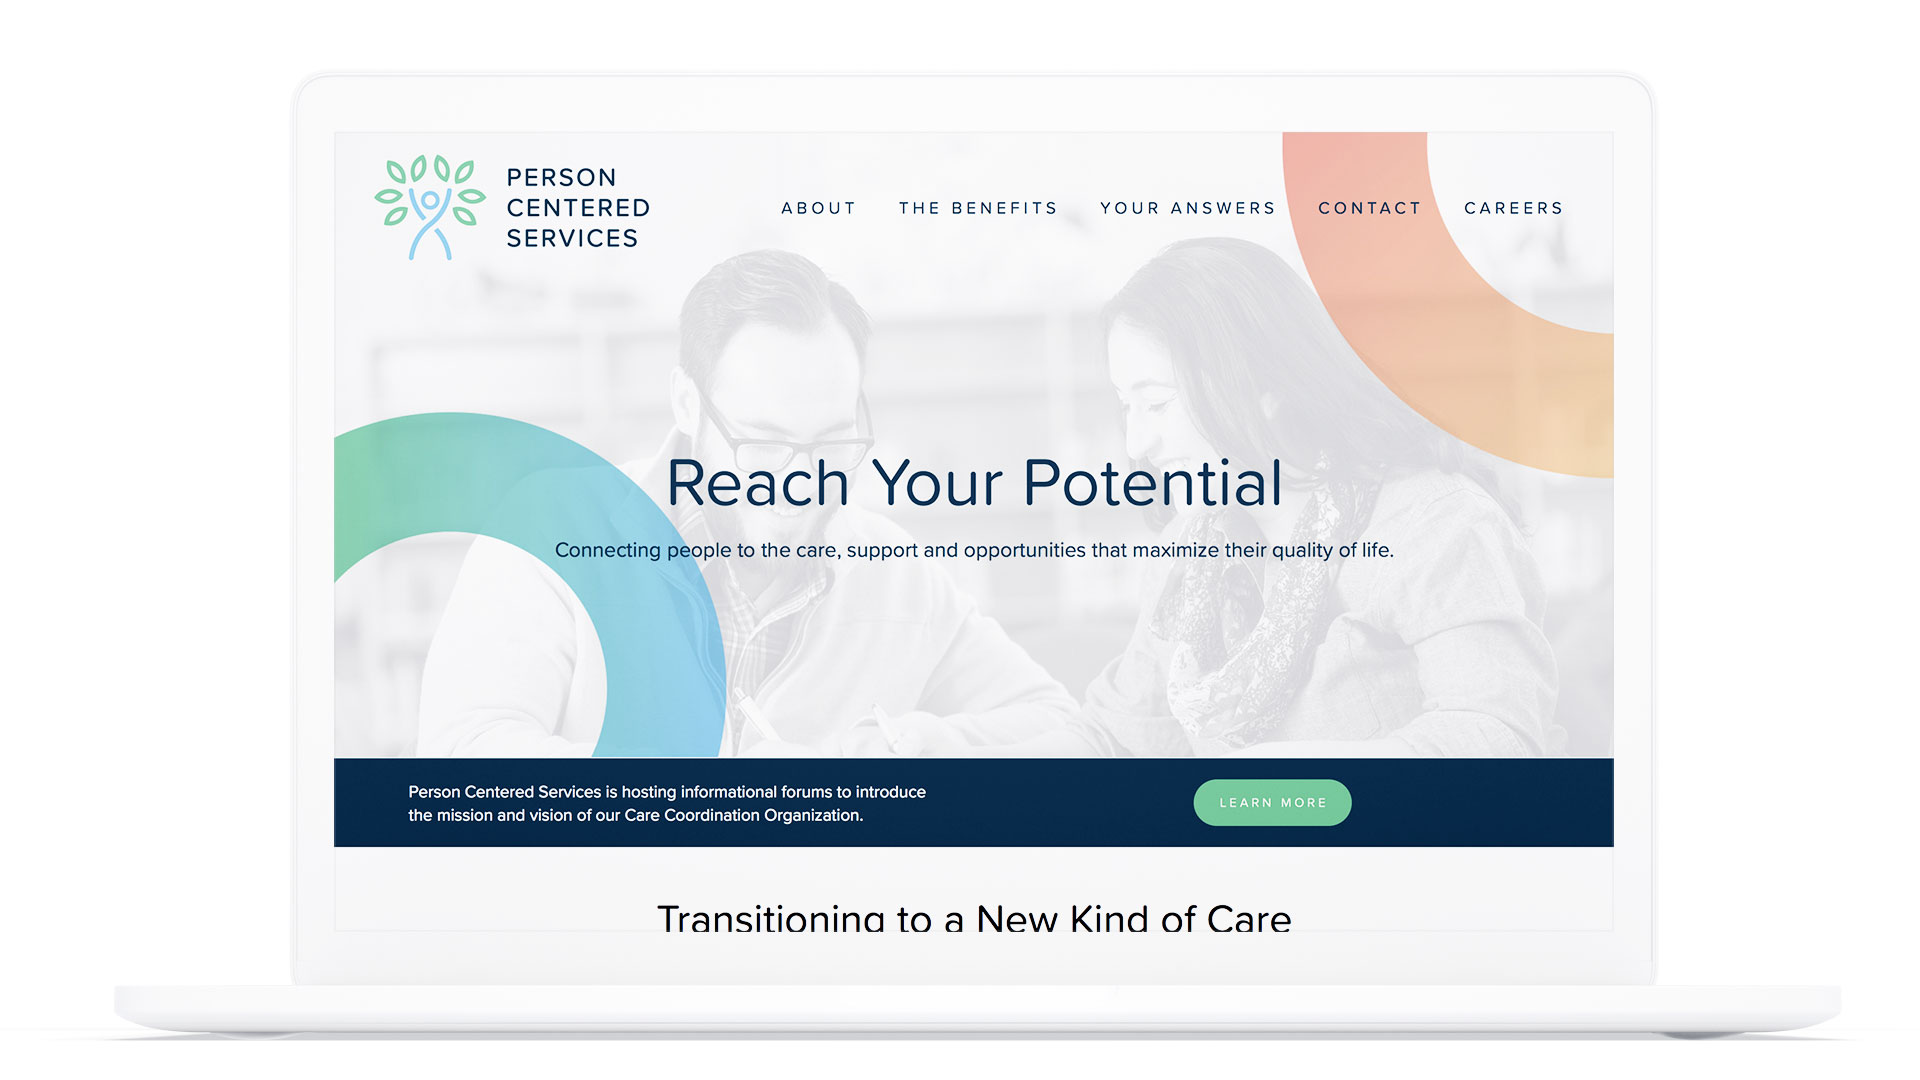 PERSON
CENTERED
SERVICES
ABOUT THE BENEFITS YOUR ANSWERS CONTACT CAREERS
Reach Your Potential
Connecting people to the care, support and opportunities that maximize their quality of life.
Person Centered Services is hosting informational forums to introduce
the mission and vision of our Care Coordination Organization.
LEARN MORE
Transitioning to a New Kind of Care